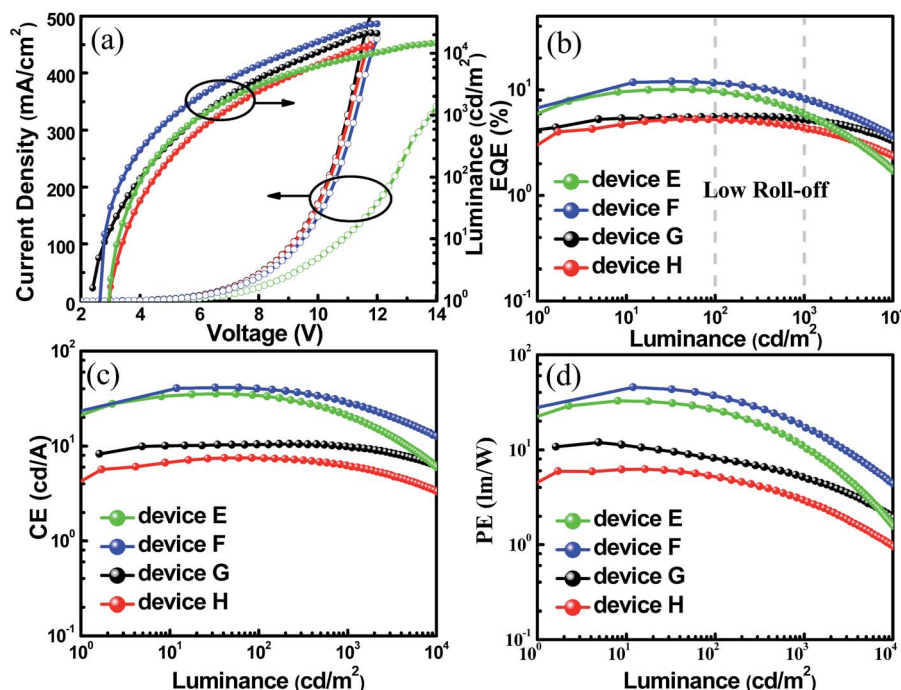 (a)
Current Density (mA/cm²)
500
400
300
200
100
0
2 4 6 8 10 12 14
Voltage (V)
10⁴
10³
10²
10¹
10⁰
Luminance (cd/m²)
(b)
EQE (%)
10²
10¹
10⁰
10⁻¹
device E
device F
device G
device H
Low Roll-off
10⁰ 10¹ 10² 10³ 10⁴
Luminance (cd/m²)
(c)
CE (cd/A)
10²
10¹
10⁰
10⁻¹
device E
device F
device G
device H
10⁰ 10¹ 10² 10³ 10⁴
Luminance (cd/m²)
(d)
PE (lm/W)
10²
10¹
10⁰
10⁻¹
device E
device F
device G
device H
10⁰ 10¹ 10² 10³ 10⁴
Luminance (cd/m²)